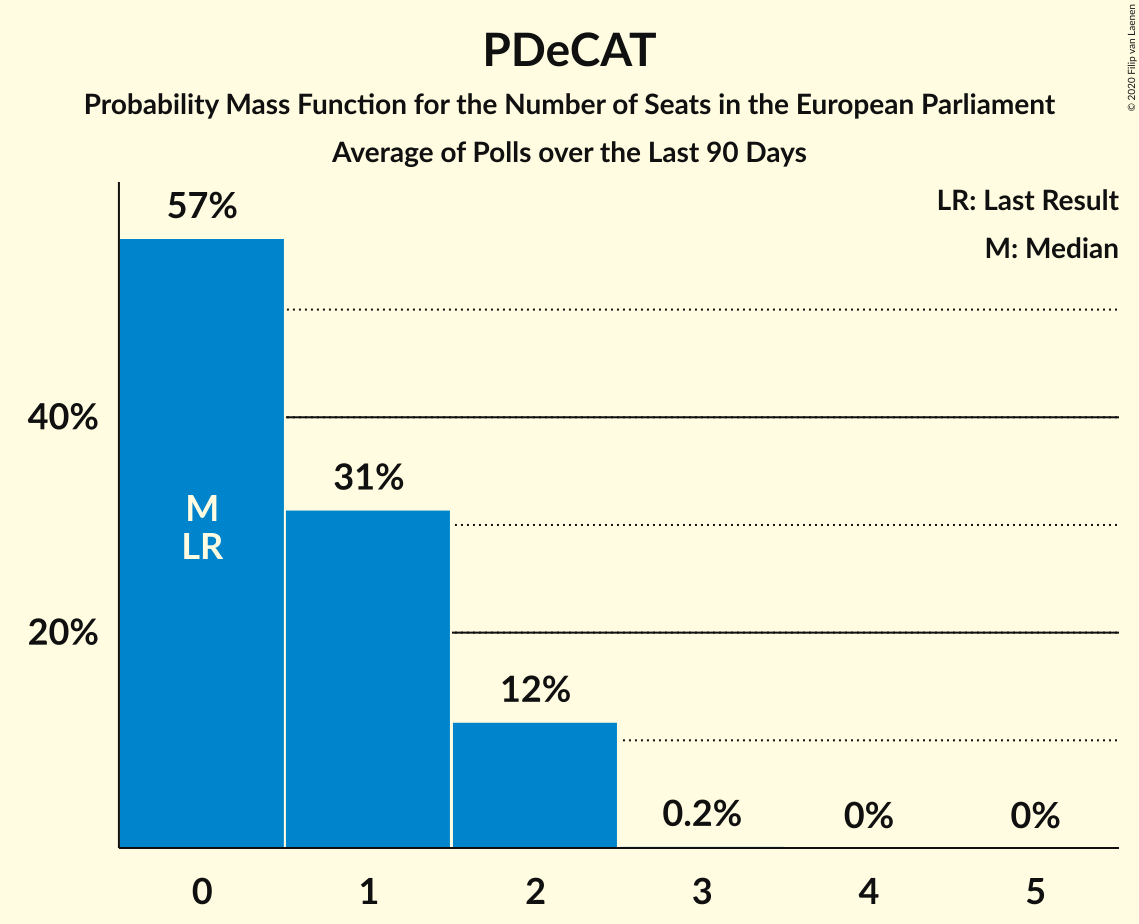 PDeCAT
Probability Mass Function for the Number of Seats in the European Parliament
Average of Polls over the Last 90 Days
© 2020 Filip van Laenen
LR: Last Result
M: Median
57%
31%
12%
0.2%
0%
0%
M
LR
40%
20%
0
1
2
3
4
5